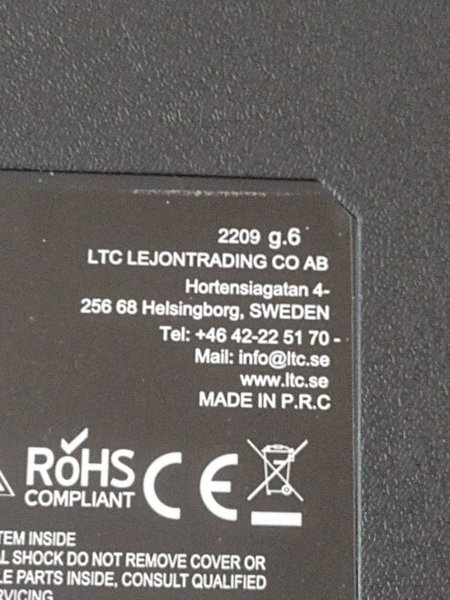 2209 g.6
LTC LEJONTRADING CO AB
Hortensiagatan 4-
256 68 Helsingborg, SWEDEN
Tel: +46 42-22 51 70 -
Mail: info@ltc.se
www.ltc.se
MADE IN P.R.C
RoHS
COMPLIANT
CE
TEM INSIDE
AL SHOCK DO NOT REMOVE COVER OR
LE PARTS INSIDE, CONSULT QUALIFIED
RVICING